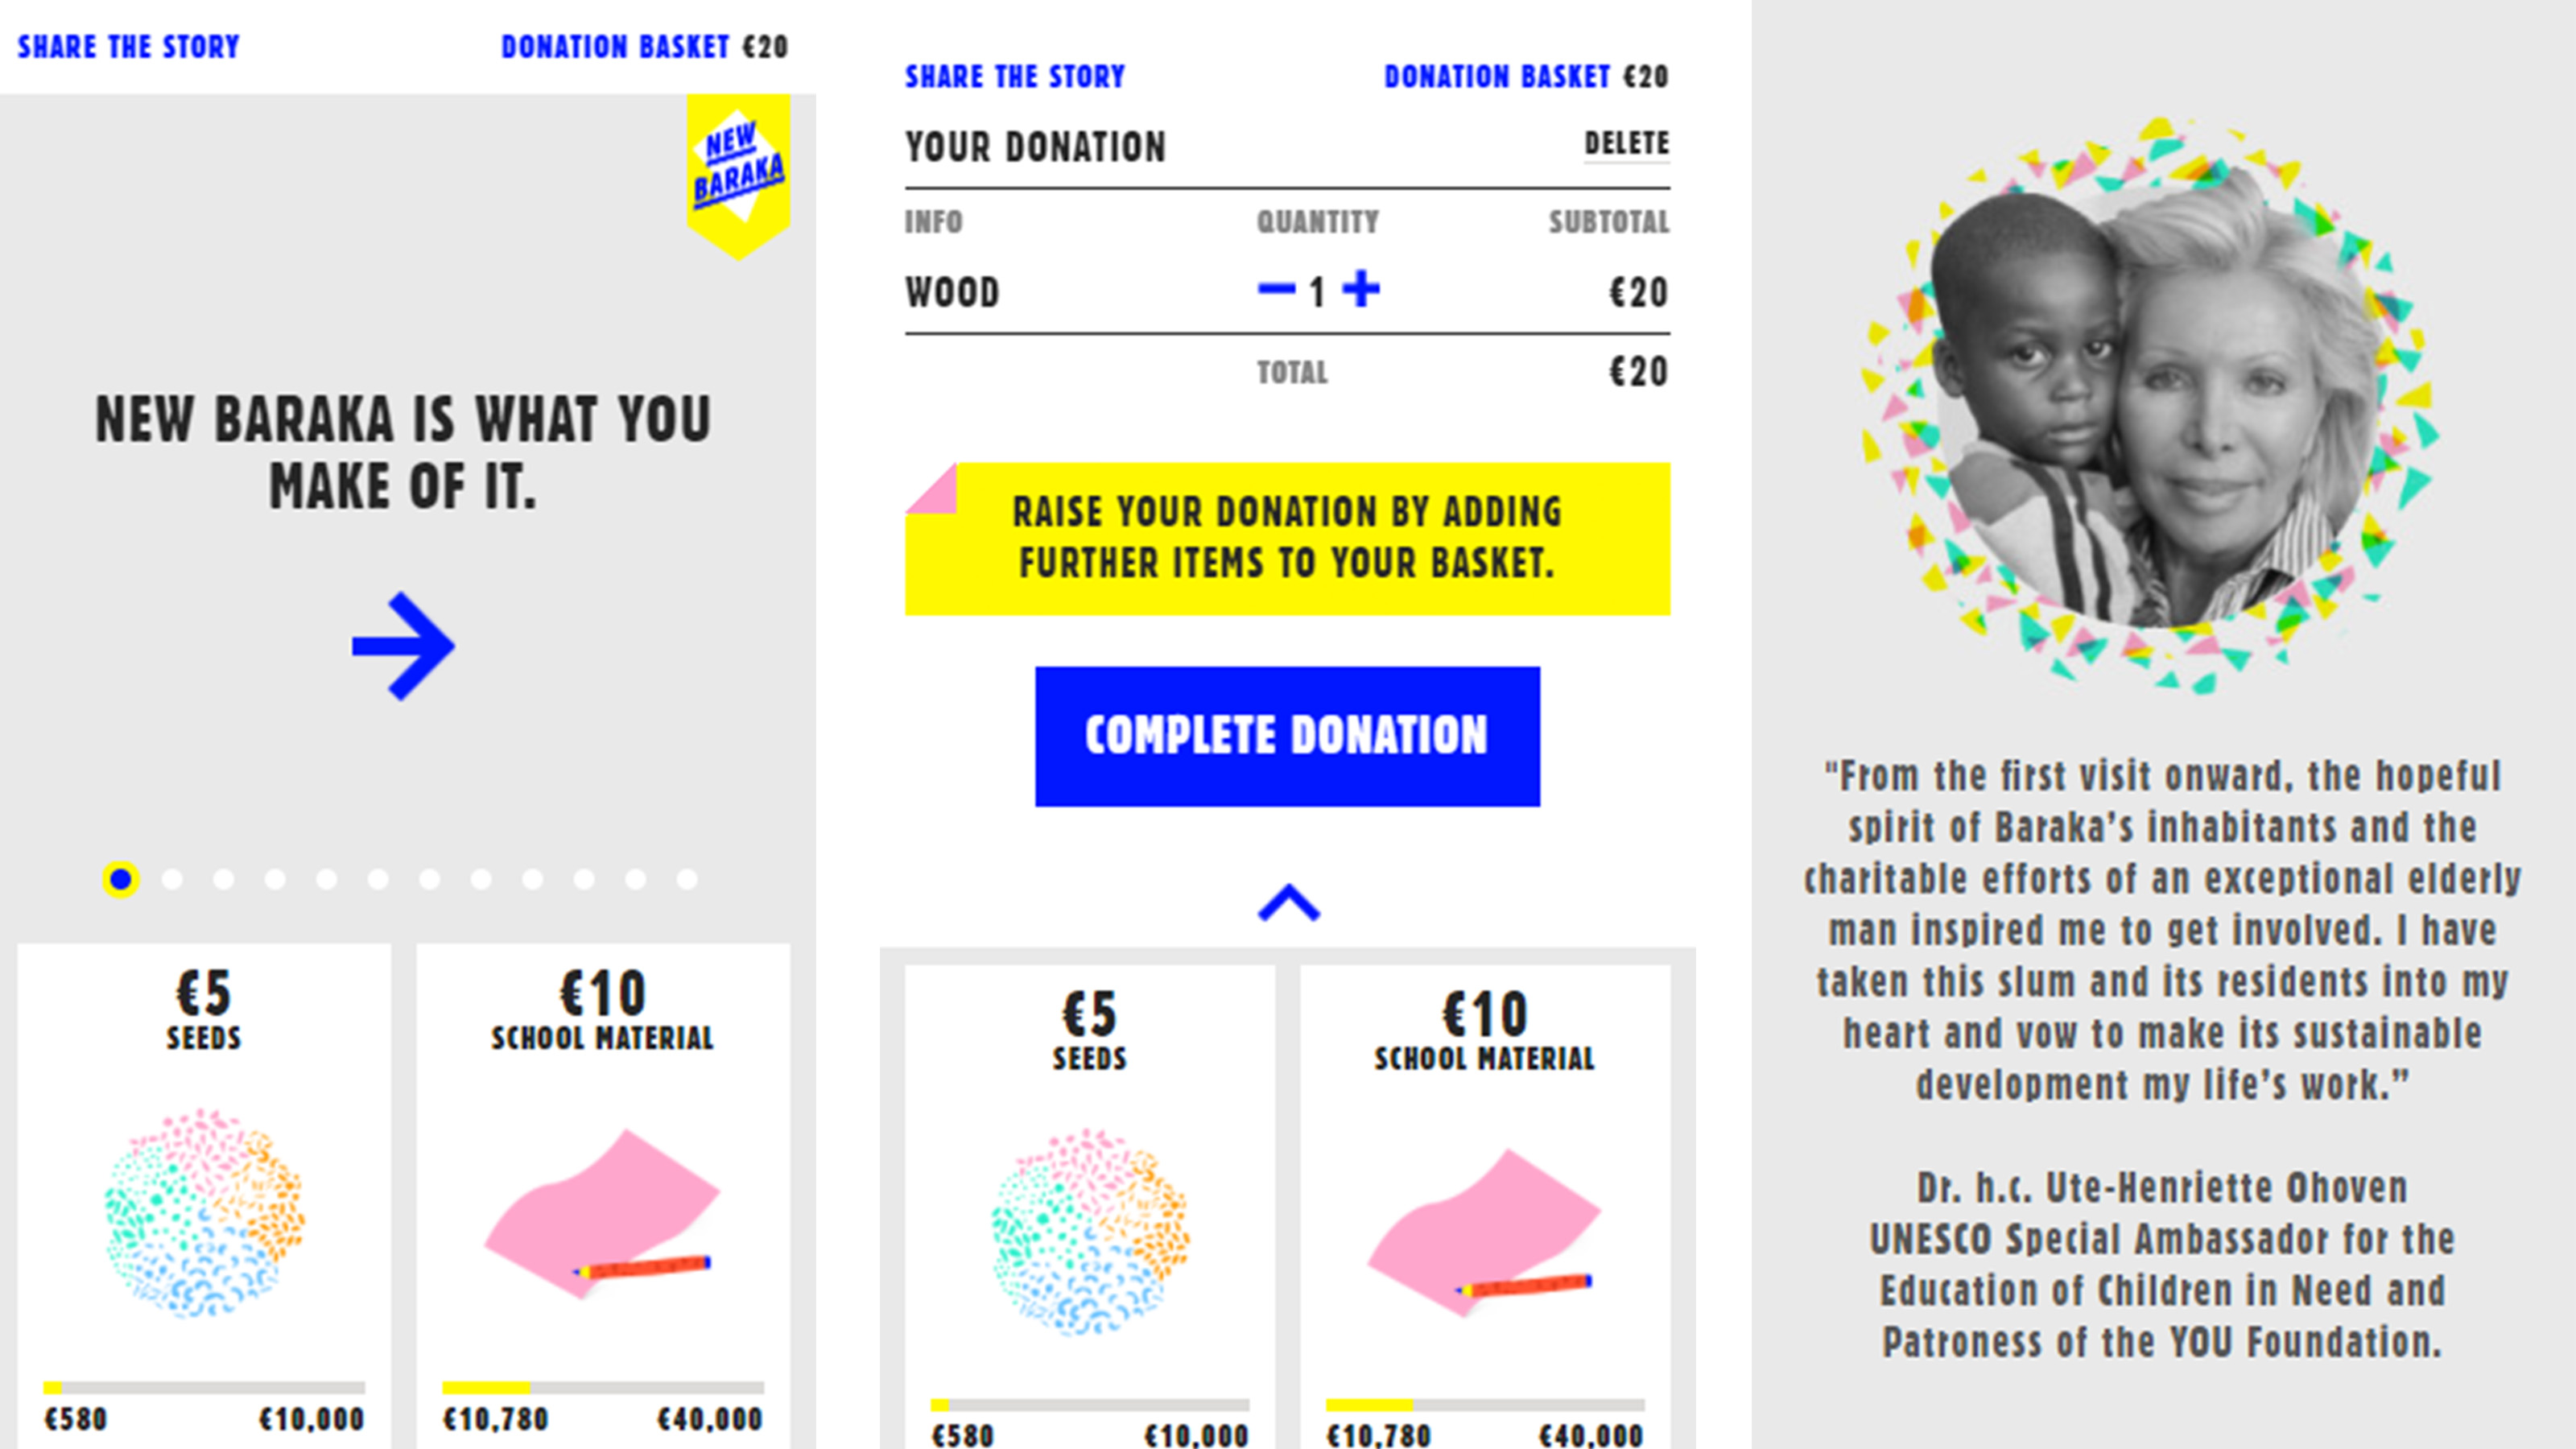 SHARE THE STORY
DONATION BASKET €20
NEW
BARAKA
NEW BARAKA IS WHAT YOU
MAKE OF IT.
€5
SEEDS
€10
SCHOOL MATERIAL
€580
€10,000
€10,780
€40,000
SHARE THE STORY
DONATION BASKET €20
YOUR DONATION
DELETE
INFO
QUANTITY
SUBTOTAL
WOOD
1
€20
TOTAL
€20
RAISE YOUR DONATION BY ADDING
FURTHER ITEMS TO YOUR BASKET.
COMPLETE DONATION
€5
SEEDS
€10
SCHOOL MATERIAL
€580
€10,000
€10,780
€40,000
"From the first visit onward, the hopeful
spirit of Baraka’s inhabitants and the
charitable efforts of an exceptional elderly
man inspired me to get involved. I have
taken this slum and its residents into my
heart and vow to make its sustainable
development my life’s work.”
Dr. h.c. Ute-Henriette Ohoven
UNESCO Special Ambassador for the
Education of Children in Need and
Patroness of the YOU Foundation.